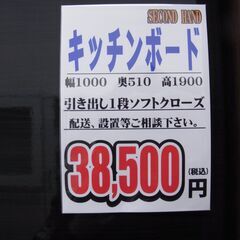 SECOND HAND
キッチンボード
幅1000 奥510 高1900
引き出し1段ソフトクローズ
配送、設置等ご相談下さい。
38,500円(税込)